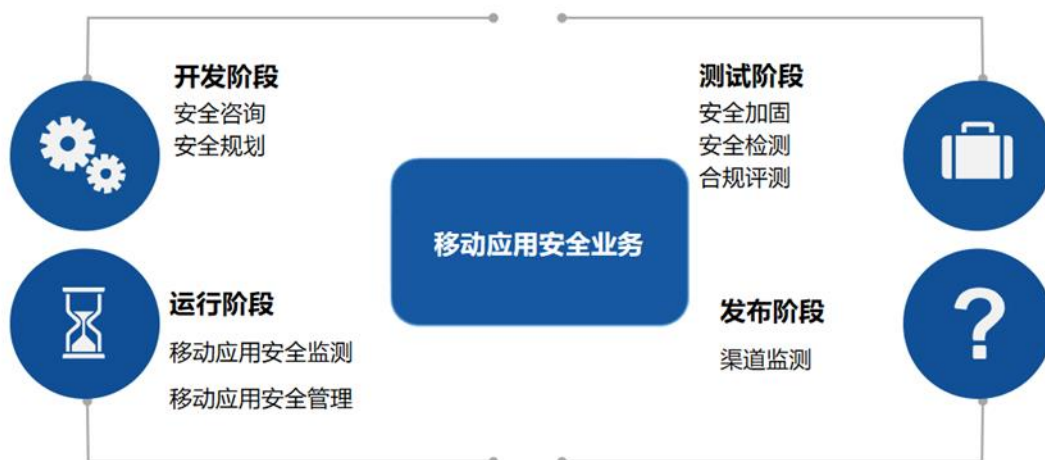 开发阶段
安全咨询
安全规划
测试阶段
安全加固
安全检测
合规评测
移动应用安全业务
运行阶段
移动应用安全监测
移动应用安全管理
发布阶段
渠道监测